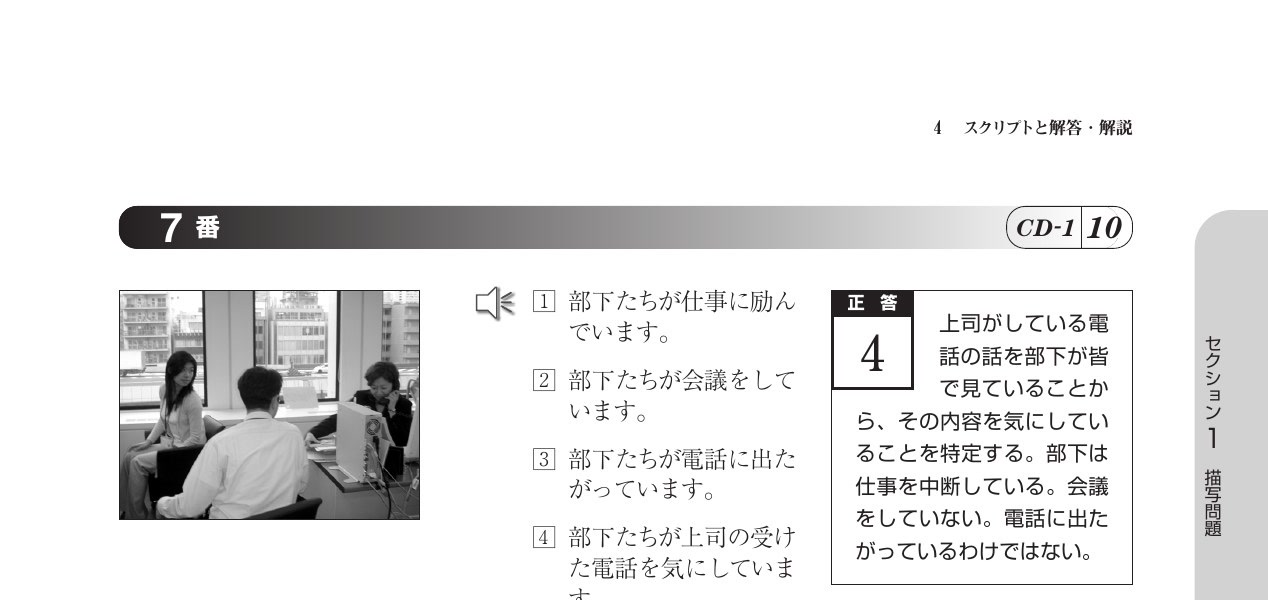 4 スクリプトと解答・解説
7 番
CD-1 10
1 部下たちが仕事に励ん
でいます。
2 部下たちが会議をして
います。
3 部下たちが電話に出た
がっています。
4 部下たちが上司の受け
た電話を気にしていま
す
正 答
4
上司がしている電
話の話を部下が皆
で見ていることか
ら、その内容を気にしてい
ることを特定する。部下は
仕事を中断している。会議
をしていない。電話に出た
がっているわけではない。
セクション 1 描写問題